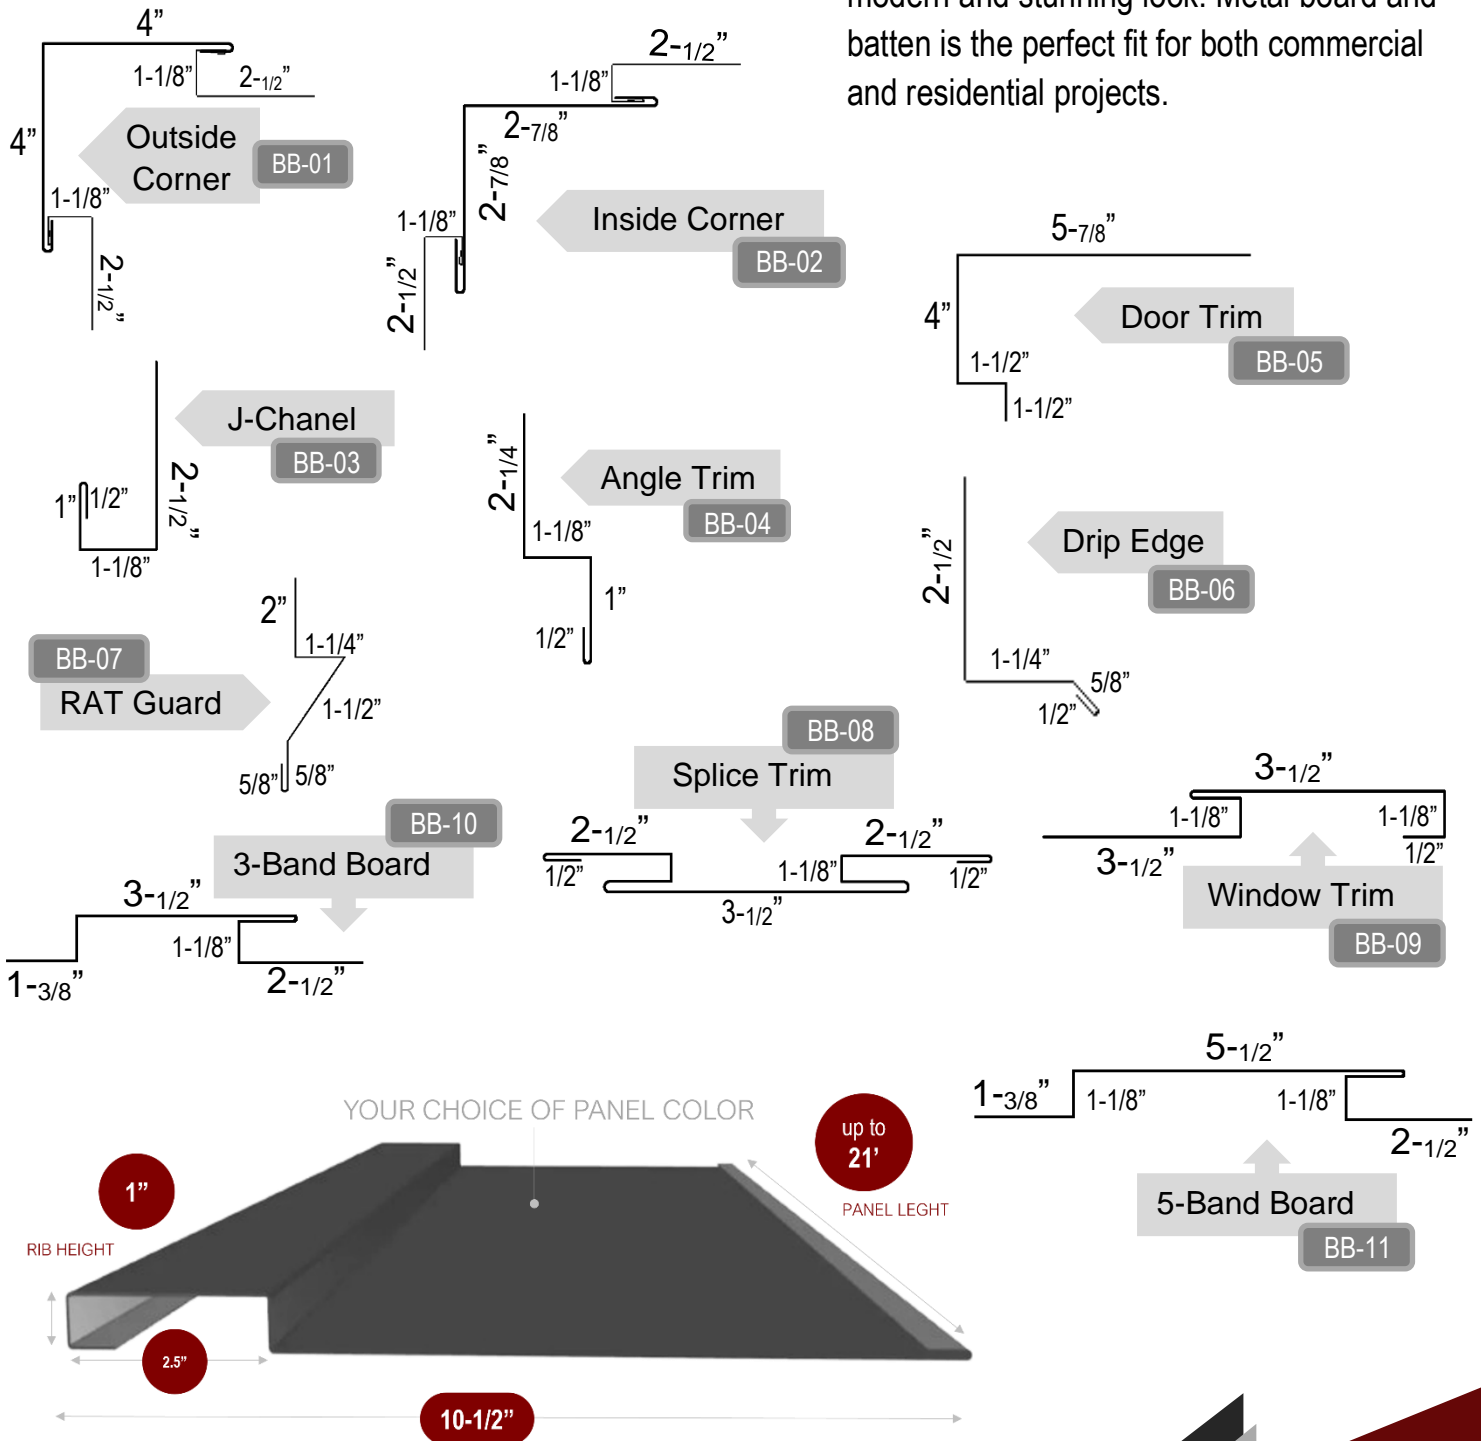 modern and stunning look. Metal board and
batten is the perfect fit for both commercial
and residential projects.
4”
1-1/8”
2-1/2”
4”
Outside
Corner
BB-01
1-1/8”
2-1/2”
2-1/2”
1-1/8”
2-7/8”
2-7/8”
1-1/8”
2-1/2”
Inside Corner
BB-02
5-7/8”
4”
Door Trim
BB-05
1-1/2”
1-1/2”
J-Chanel
BB-03
2-1/2”
1”
1/2”
1-1/8”
2-1/4”
Angle Trim
BB-04
1-1/8”
1”
1/2”
2-1/2”
Drip Edge
BB-06
1-1/4”
5/8”
1/2”
2”
1-1/4”
BB-07
RAT Guard
1-1/2”
5/8”
5/8”
BB-08
Splice Trim
2-1/2”
2-1/2”
1/2”
1-1/8”
1/2”
3-1/2”
3-1/2”
1-1/8”
1-1/8”
3-1/2”
1/2”
Window Trim
BB-09
BB-10
3-Band Board
3-1/2”
1-1/8”
1-3/8”
2-1/2”
5-1/2”
1-3/8”
1-1/8”
1-1/8”
2-1/2”
5-Band Board
BB-11
YOUR CHOICE OF PANEL COLOR
up to
21’
PANEL LEGHT
1”
RIB HEIGHT
2.5”
10-1/2”